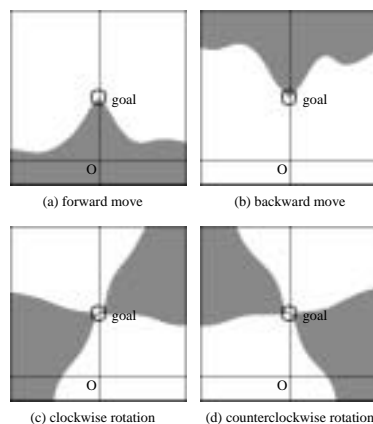 goal
goal
O
O
(a) forward move
(b) backward move
goal
goal
O
O
(c) clockwise rotation
(d) counterclockwise rotation